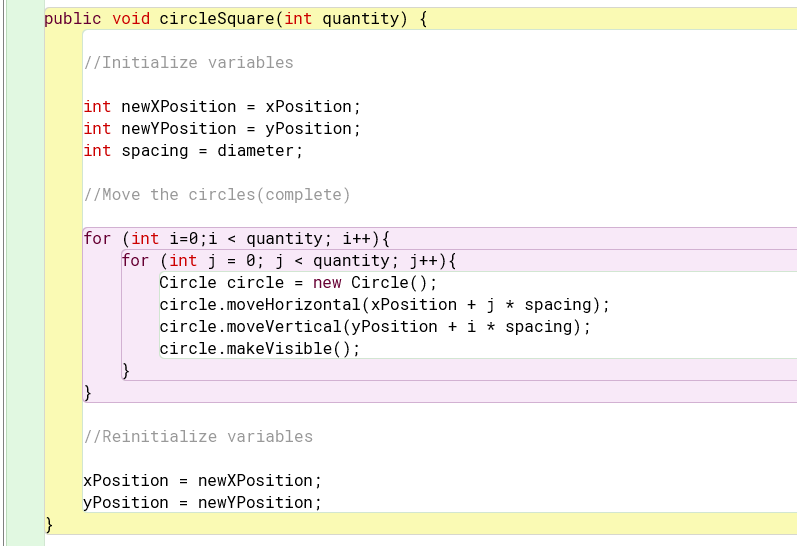 public void circleSquare(int quantity) {
//Initialize variables
int newXPosition = xPosition;
int newYPosition = yPosition;
int spacing = diameter;
//Move the circles(complete)
for (int i=0;i < quantity; i++){
for (int j = 0; j < quantity; j++){
Circle circle = new Circle();
circle.moveHorizontal(xPosition + j * spacing);
circle.moveVertical(yPosition + i * spacing);
circle.makeVisible();
}
}
//Reinitialize variables
xPosition = newXPosition;
yPosition = newYPosition;
}